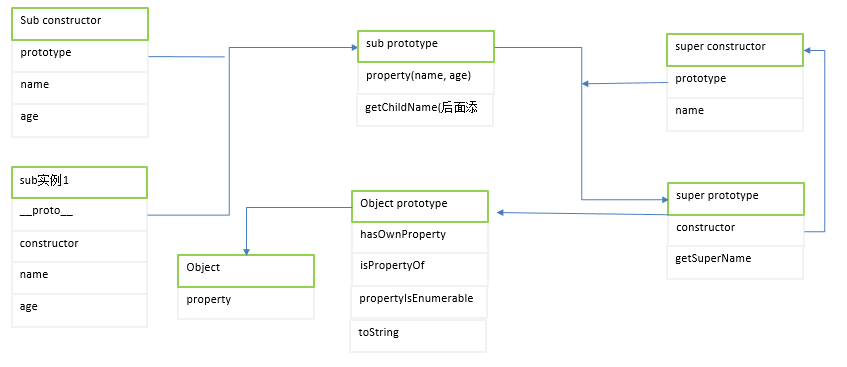 Sub constructor
prototype
name
age
sub实例1
__proto__
constructor
name
age
sub prototype
property(name, age)
getChildName(后面添
Object prototype
hasOwnProperty
isPropertyOf
propertyIsEnumerable
toString
Object
property
super constructor
prototype
name
super prototype
constructor
getSuperName